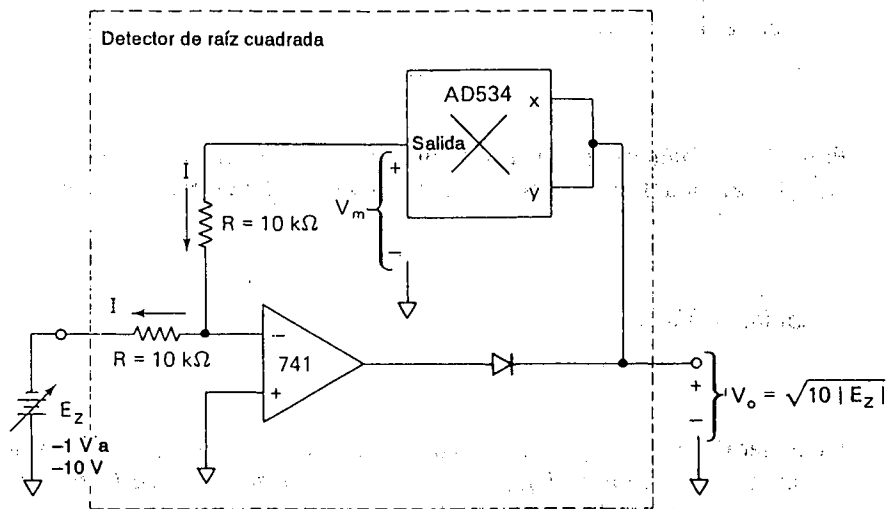 Detector de raíz cuadrada
AD534
x
Salida
y
I
+
R = 10 kΩ
V_m
−
I
R = 10 kΩ
−
741
+
E_z
−1 V a
−10 V
+
V_o = √10 | E_z |
−